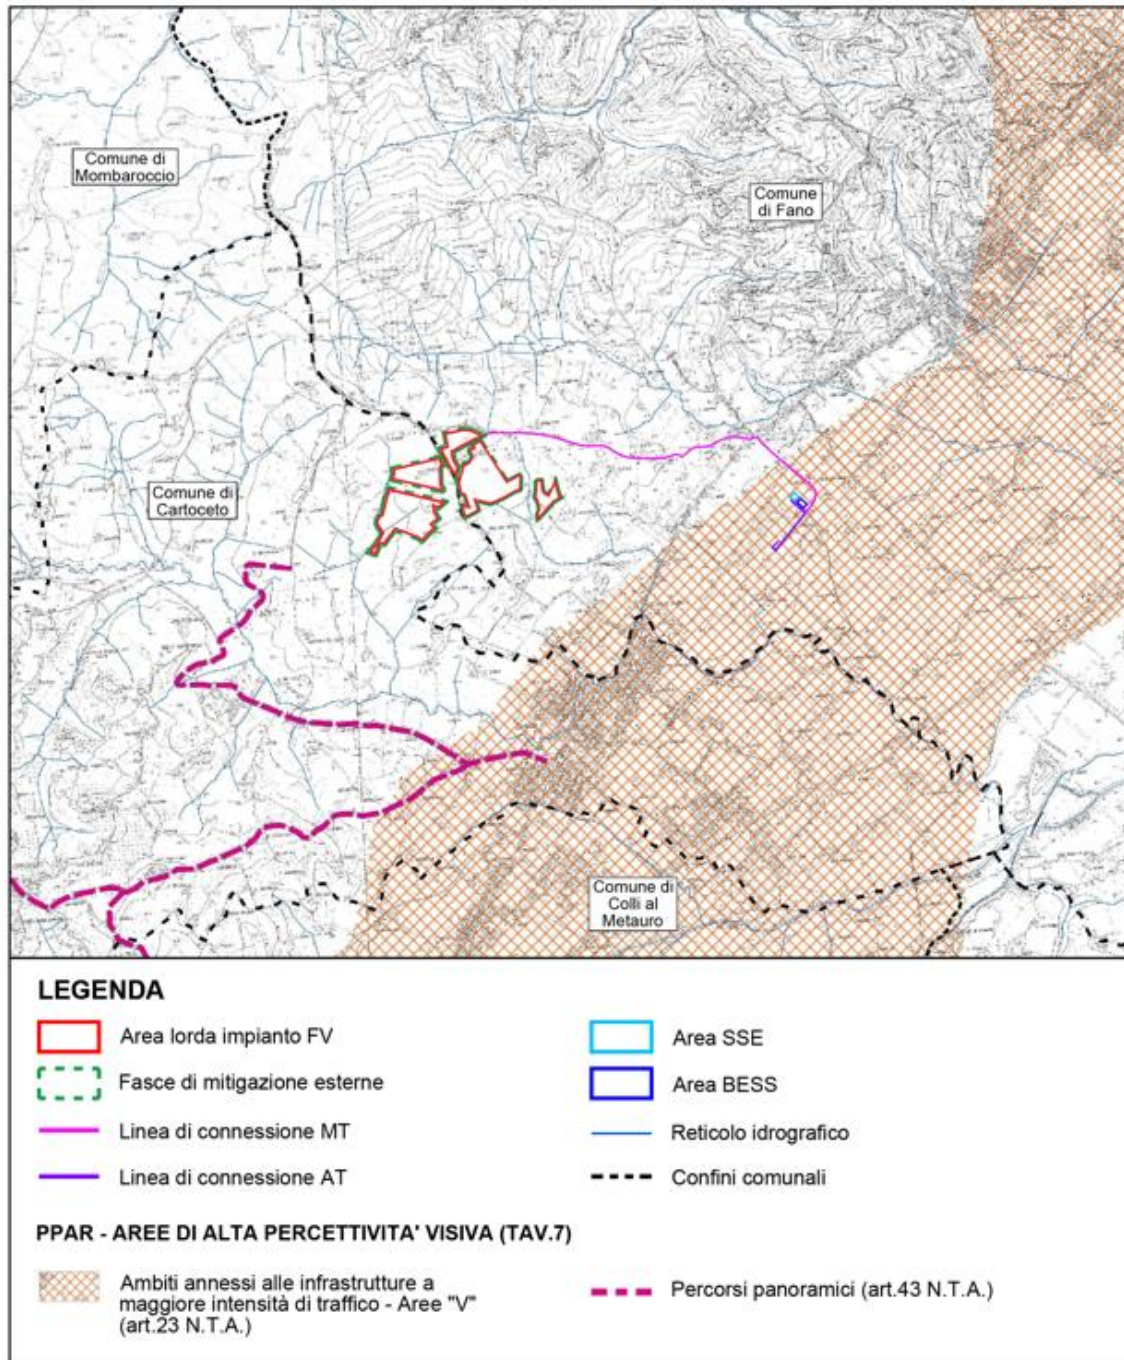 Comune di
Mombaroccio
Comune
di Fano
Comune di
Cartoceto
Comune di
Colli al
Metauro
LEGENDA
Area lorda impianto FV
Fasce di mitigazione esterne
Linea di connessione MT
Linea di connessione AT
Area SSE
Area BESS
Reticolo idrografico
Confini comunali
PPAR - AREE DI ALTA PERCETTIVITA' VISIVA (TAV.7)
Ambiti annessi alle infrastrutture a
maggiore intensità di traffico - Aree "V"
(art.23 N.T.A.)
Percorsi panoramici (art.43 N.T.A.)